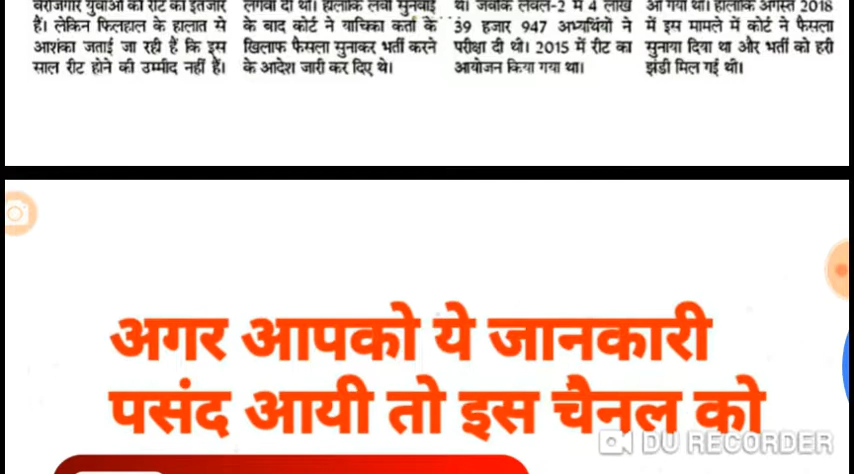 बेरोजगार युवाओं को रीट का इंतजार
हैं। लेकिन फिलहाल के हालात से
आशंका जताई जा रही हैं कि इस
साल रीट होने की उम्मीद नहीं हैं।
लगवा दी थी। हालांकि लंबी सुनवाई
के बाद कोर्ट ने याचिका कर्ता के
खिलाफ फैसला सुनाकर भर्ती करने
के आदेश जारी कर दिए थे।
थी। जबकि लेवल-2 में 4 लाख
39 हजार 947 अभ्यर्थियों ने
परीक्षा दी थी। 2015 में रीट का
आयोजन किया गया था।
आ गया था। हालांकि अगस्त 2018
में इस मामले में कोर्ट ने फैसला
सुनाया दिया था और भर्ती को हरी
झंडी मिल गई थी।
अगर आपको ये जानकारी
पसंद आयी तो इस चैनल को
DU RECORDER